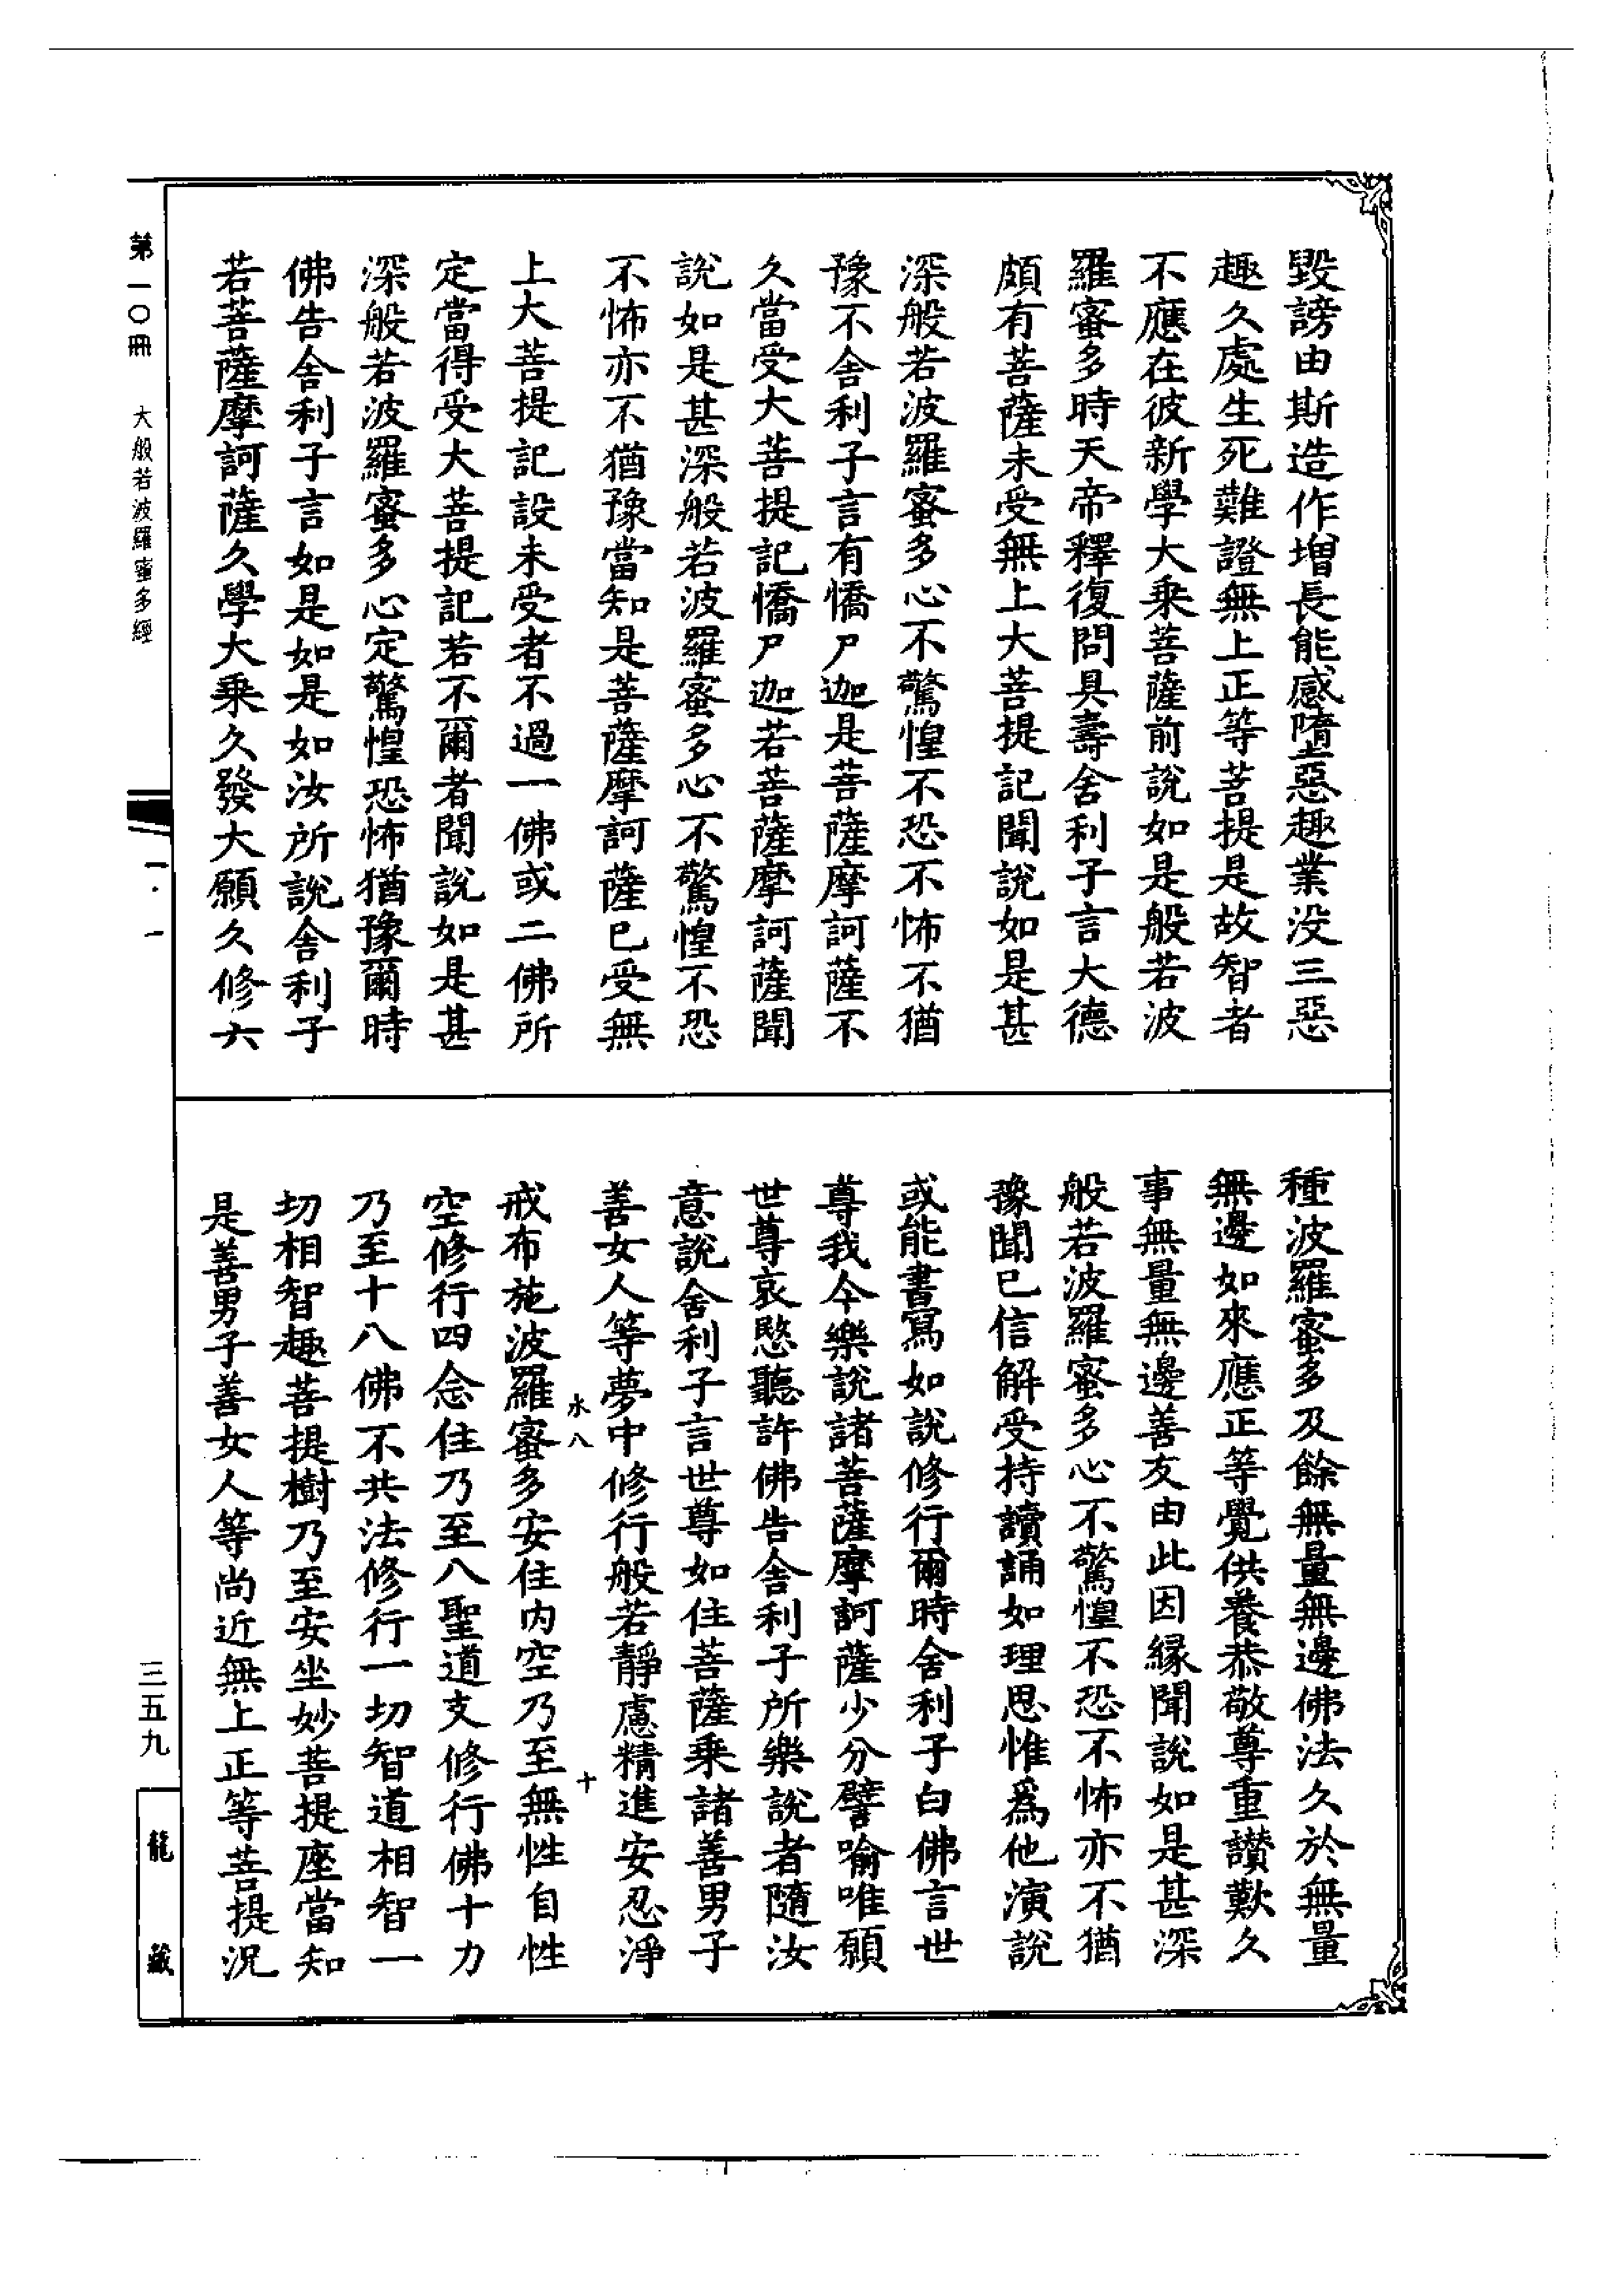 毀謗由斯造作增長能感墮惡趣業没三惡
趣久處生死難證無上正等菩提是故智者
不應在彼新學大乘菩薩前說如是般若波
羅蜜多時天帝釋復問具壽舍利子言大德
頗有菩薩未受無上大菩提記聞說如是甚
深般若波羅蜜多心不驚惶不恐不怖不猶
豫不舍利子言有憍尸迦是菩薩摩訶薩不
久當受大菩提記憍尸迦若菩薩摩訶薩聞
說如是甚深般若波羅蜜多心不驚惶不恐
不怖亦不猶豫當知是菩薩摩訶薩已受無
上大菩提記設未受者不過一佛或二佛所
定當得受大菩提記若不爾者聞說如是甚
深般若波羅蜜多心定驚惶恐怖猶豫爾時
佛告舍利子言如是如是如汝所說舍利子
若菩薩摩訶薩久學大乘久發大願久修六
種波羅蜜多及餘無量無邊佛法久於無量
無邊如來應正等覺供養恭敬尊重讚歎久
事無量無邊善友由此因緣聞說如是甚深
般若波羅蜜多心不驚惶不恐不怖亦不猶
豫聞已信解受持讀誦如理思惟爲他演說
或能書寫如說修行爾時舍利子白佛言世
尊我今樂說諸菩薩摩訶薩少分譬喻唯願
世尊哀愍聽許佛告舍利子所樂說者隨汝
意說舍利子言世尊如住菩薩乘諸善男子
善女人等夢中修行般若靜慮精進安忍淨
水八 十
戒布施波羅蜜多安住内空乃至無性自性
空修行四念住乃至八聖道支修行佛十力
乃至十八佛不共法修行一切智道相智一
切相智趣菩提樹乃至安坐妙菩提座當知
是善男子善女人等尚近無上正等菩提況
第一〇冊 大般若波羅蜜多經
一·一
三五九
龍藏